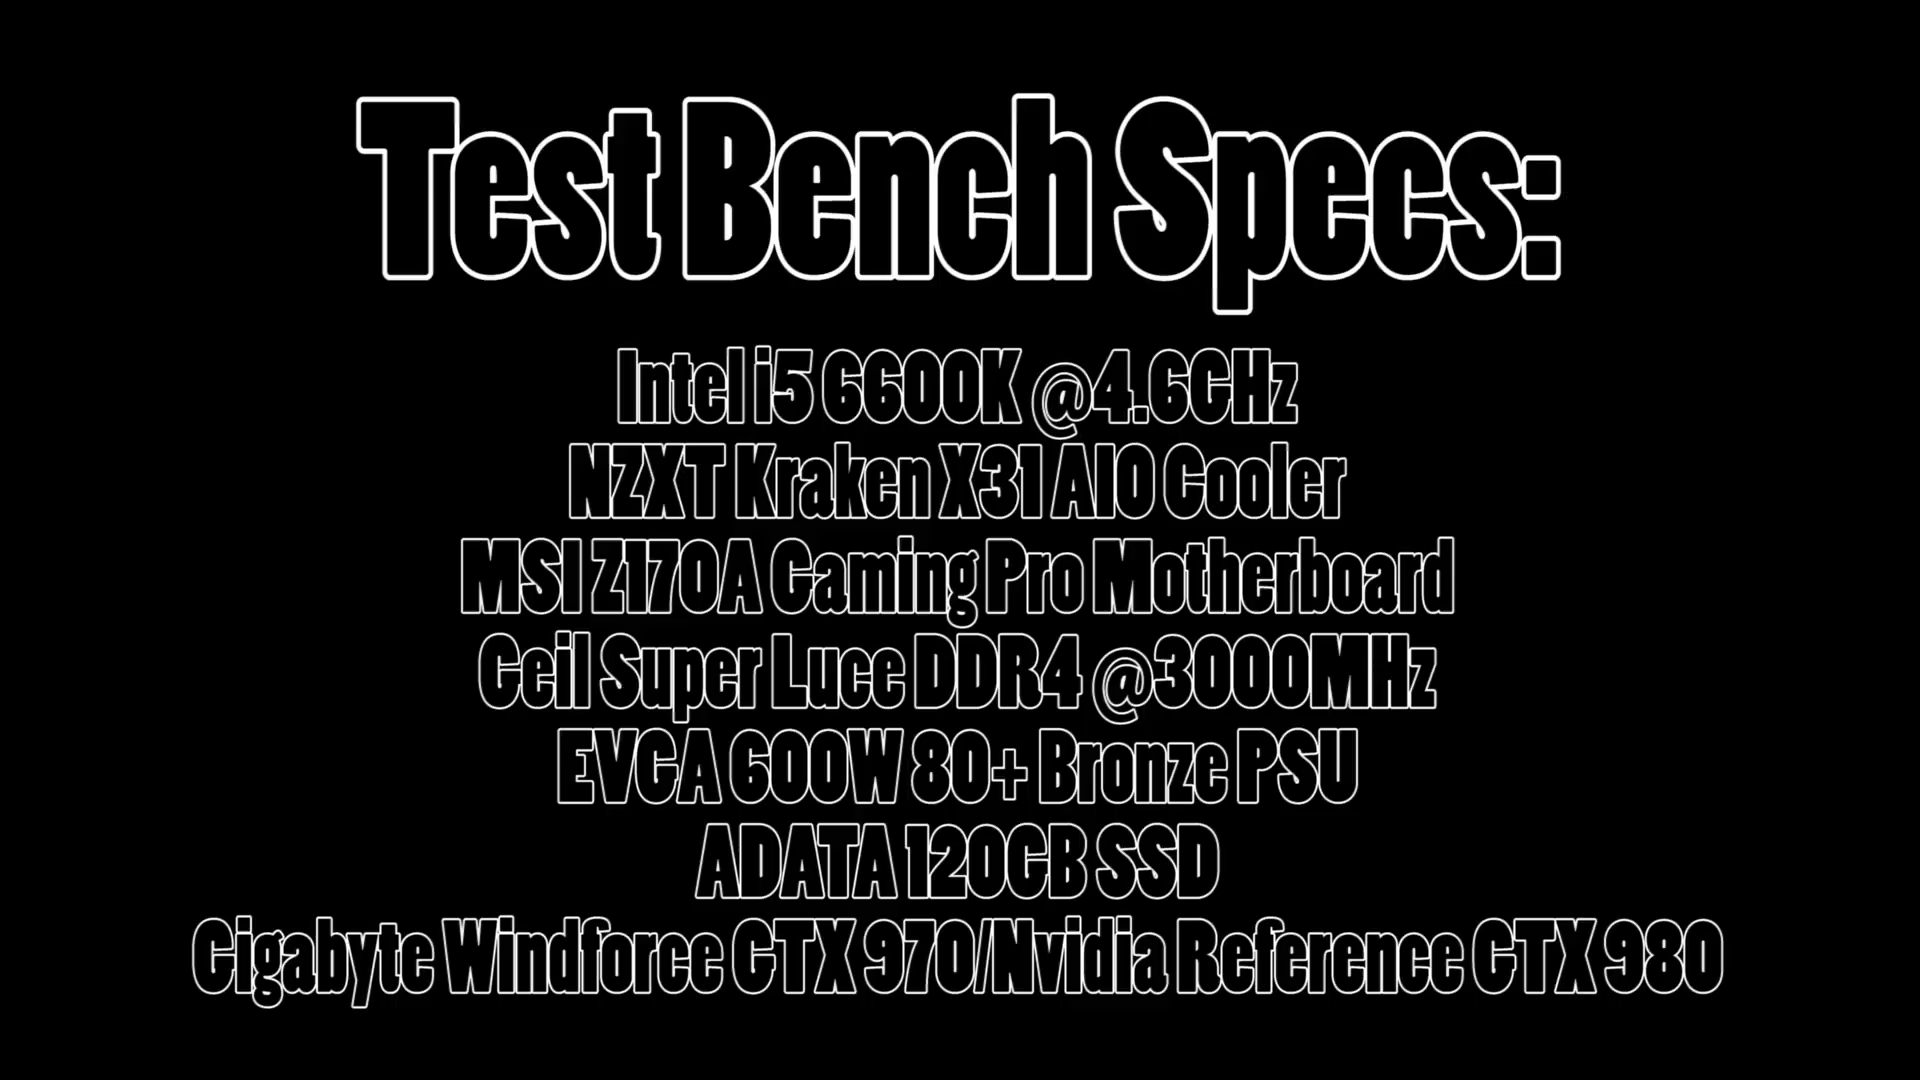 Test Bench Specs:
Intel i5 6600K @4.6GHz
NZXT Kraken X31 AIO Cooler
MSI Z170A Gaming Pro Motherboard
Geil Super Luce DDR4 @3000MHz
EVGA 600W 80+ Bronze PSU
ADATA 120GB SSD
Gigabyte Windforce GTX 970/Nvidia Reference GTX 980